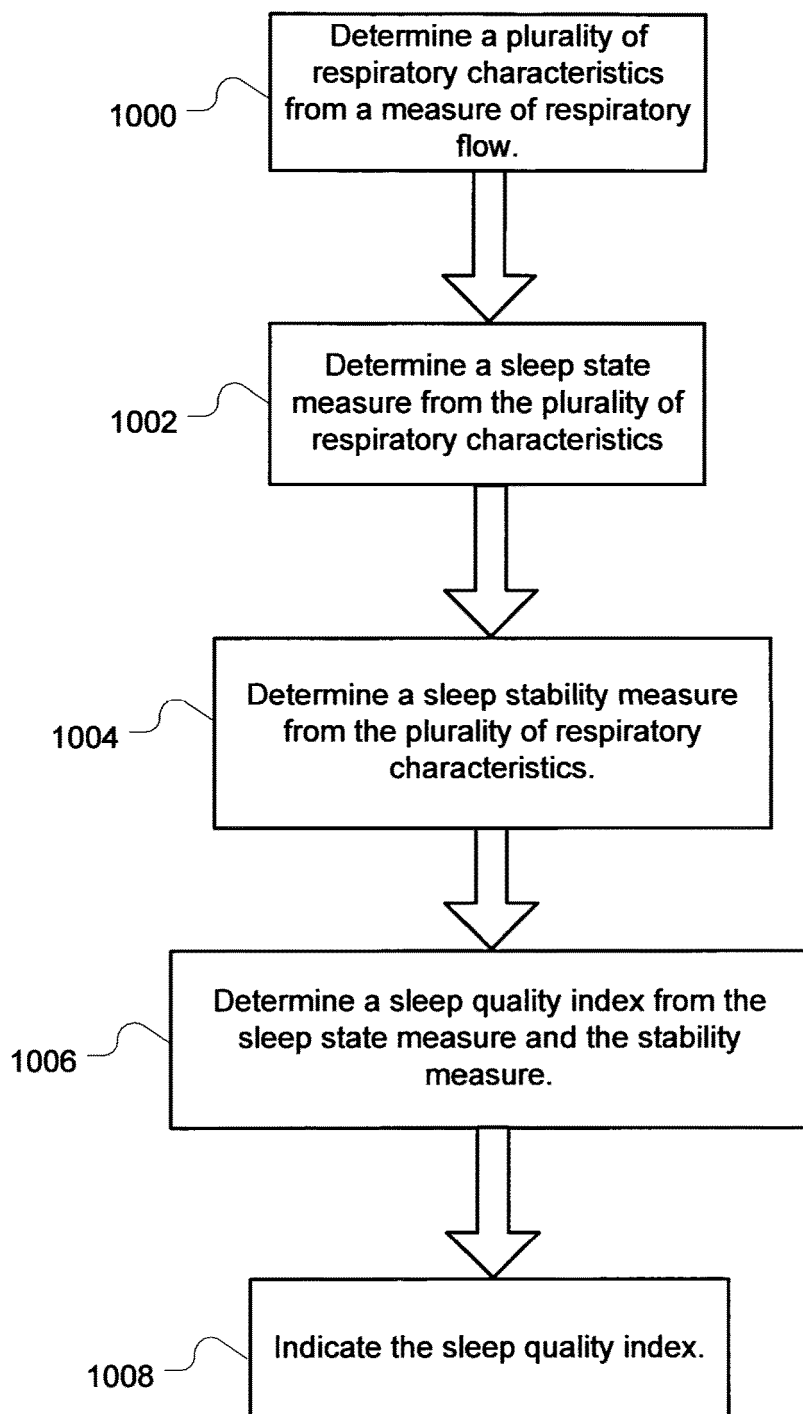 Determine a plurality of
respiratory characteristics
from a measure of respiratory
flow.
1000
Determine a sleep state
measure from the plurality of
respiratory characteristics
1002
Determine a sleep stability measure
from the plurality of respiratory
characteristics.
1004
Determine a sleep quality index from the
sleep state measure and the stability
measure.
1006
Indicate the sleep quality index.
1008